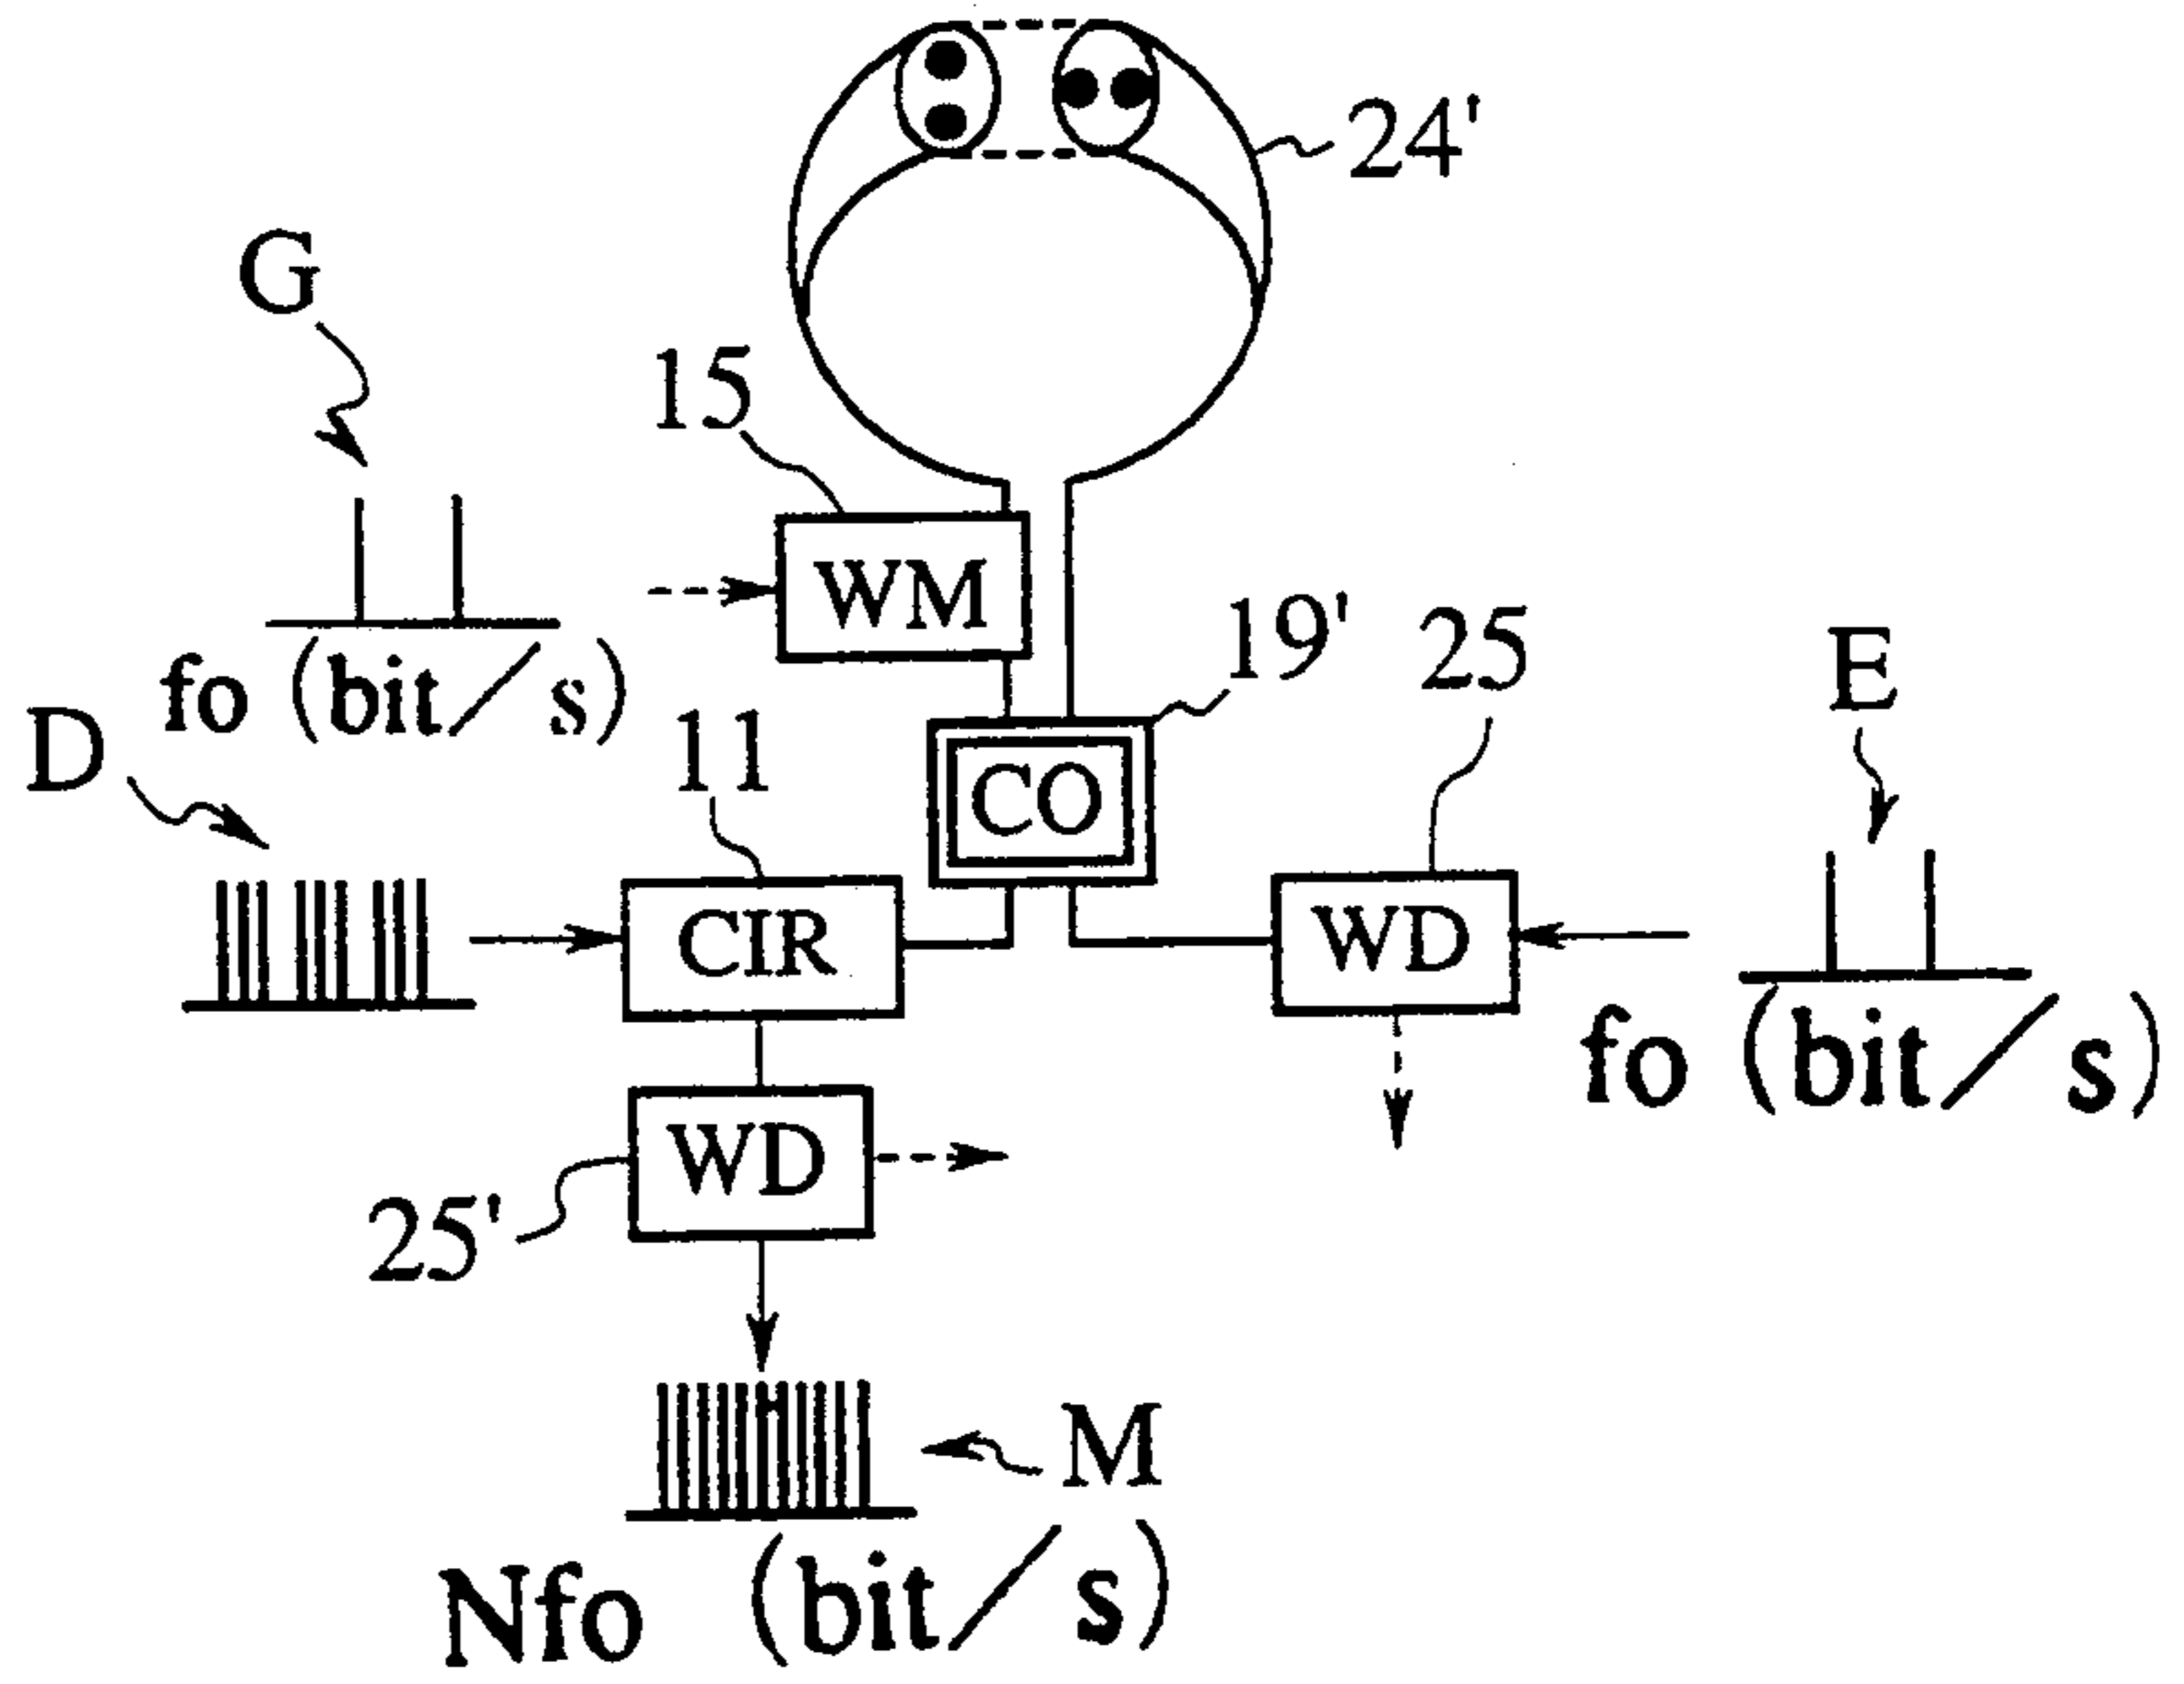 24'
G
15
WM
fo (bit/s)
19'
25
E
D
11
CO
CIR
WD
fo (bit/s)
WD
25'
M
Nfo (bit/s)